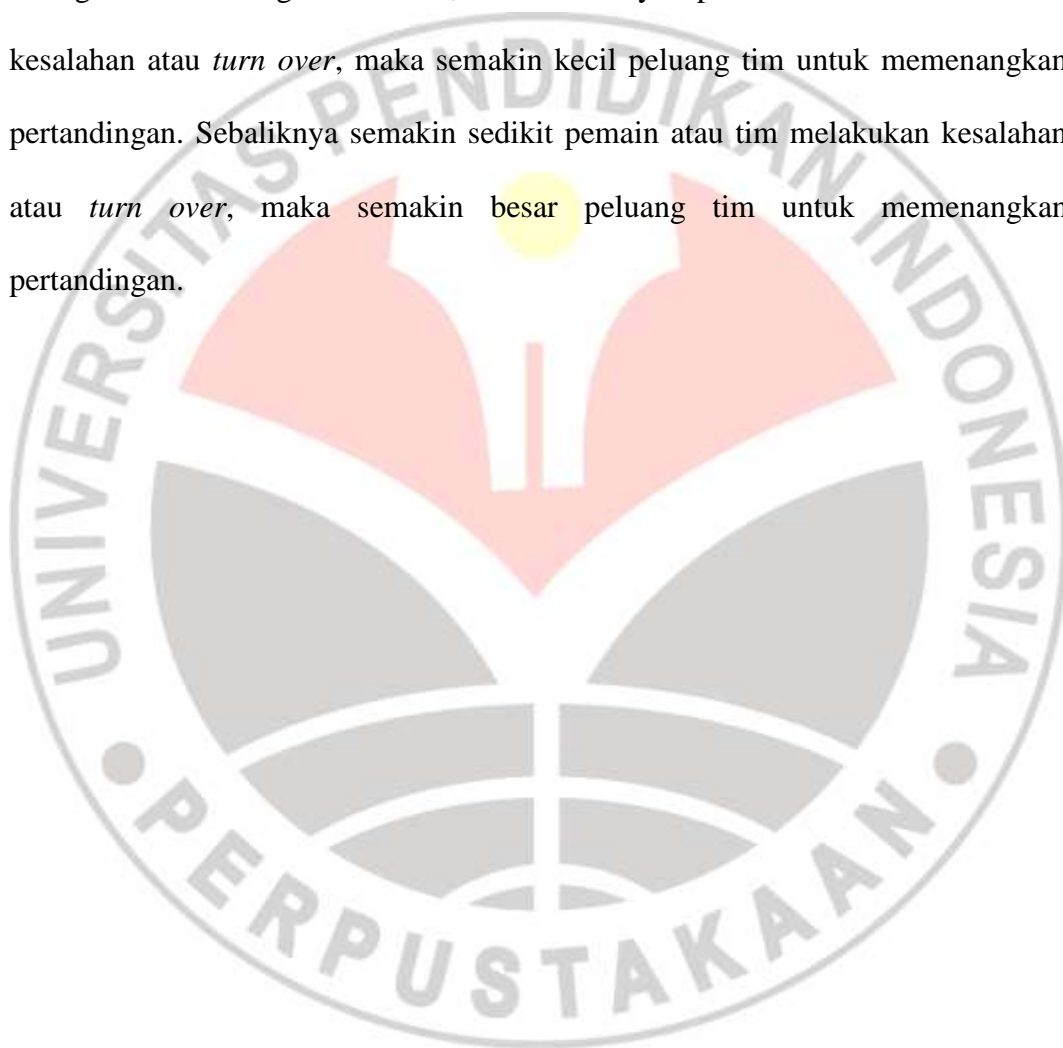 kesalahan atau turn over, maka semakin kecil peluang tim untuk memenangkan
pertandingan. Sebaliknya semakin sedikit pemain atau tim melakukan kesalahan
atau turn over, maka semakin besar peluang tim untuk memenangkan
pertandingan.
UNIVERSITAS PENDIDIKAN INDONESIA
PERPUSTAKAAN